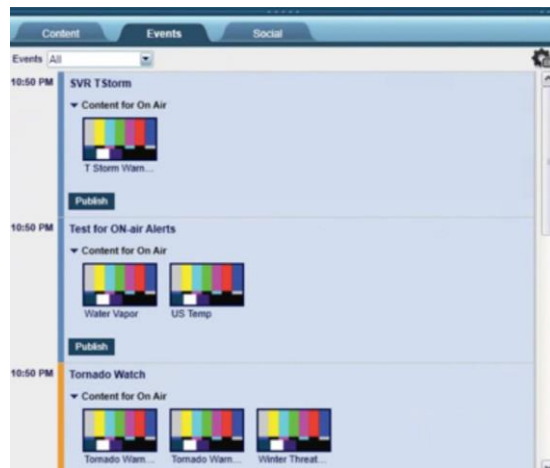 Content Events Social
Events All
10:50 PM SVR TStorm
Content for On Air
T Storm Warn...
Publish
10:50 PM Test for ON-air Alerts
Content for On Air
Water Vapor US Temp
Publish
10:50 PM Tornado Watch
Content for On Air
Tornado Warn... Tornado Warn... Winter Threat...